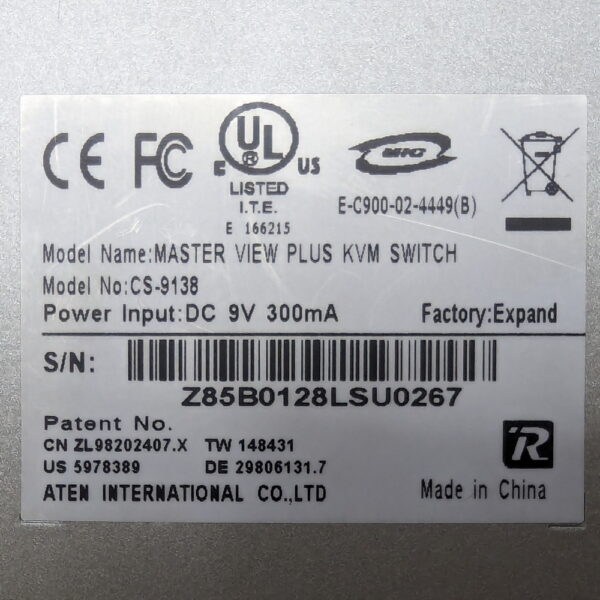 CE FC UL ® MIC
E US
LISTED
I.T.E.
E 166215
E-C900-02-4449(B)
Model Name:MASTER VIEW PLUS KVM SWITCH
Model No:CS-9138
Power Input:DC 9V 300mA Factory:Expand
S/N:
Z85B0128LSU0267
Patent No.
CN ZL98202407.X TW 148431
US 5978389 DE 29806131.7
R
ATEN INTERNATIONAL CO.,LTD Made in China